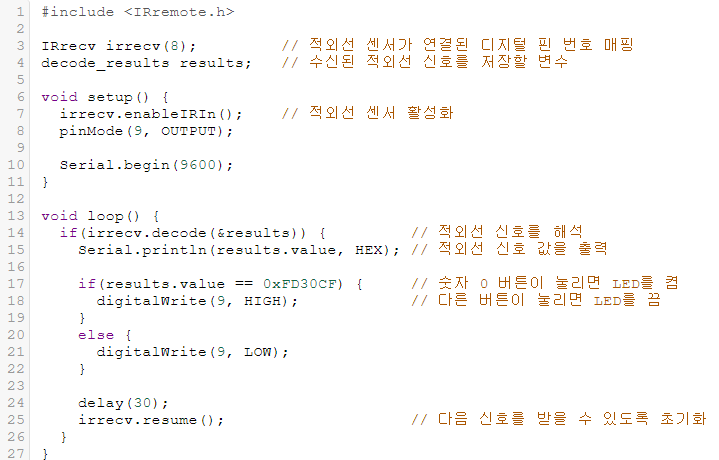 1 #include <IRremote.h>
2
3 IRrecv irrecv(8);          // 적외선 센서가 연결된 디지털 핀 번호 매핑
4 decode_results results;   // 수신된 적외선 신호를 저장할 변수
5
6 void setup() {
7   irrecv.enableIRIn();    // 적외선 센서 활성화
8   pinMode(9, OUTPUT);
9
10   Serial.begin(9600);
11 }
12
13 void loop() {
14   if(irrecv.decode(&results)) {         // 적외선 신호를 해석
15     Serial.println(results.value, HEX); // 적외선 신호 값을 출력
16
17     if(results.value == 0xFD30CF) {     // 숫자 0 버튼이 눌리면 LED를 켬
18       digitalWrite(9, HIGH);            // 다른 버튼이 눌리면 LED를 끔
19     }
20     else {
21       digitalWrite(9, LOW);
22     }
23
24     delay(30);
25     irrecv.resume();                    // 다음 신호를 받을 수 있도록 초기화
26   }
27 }